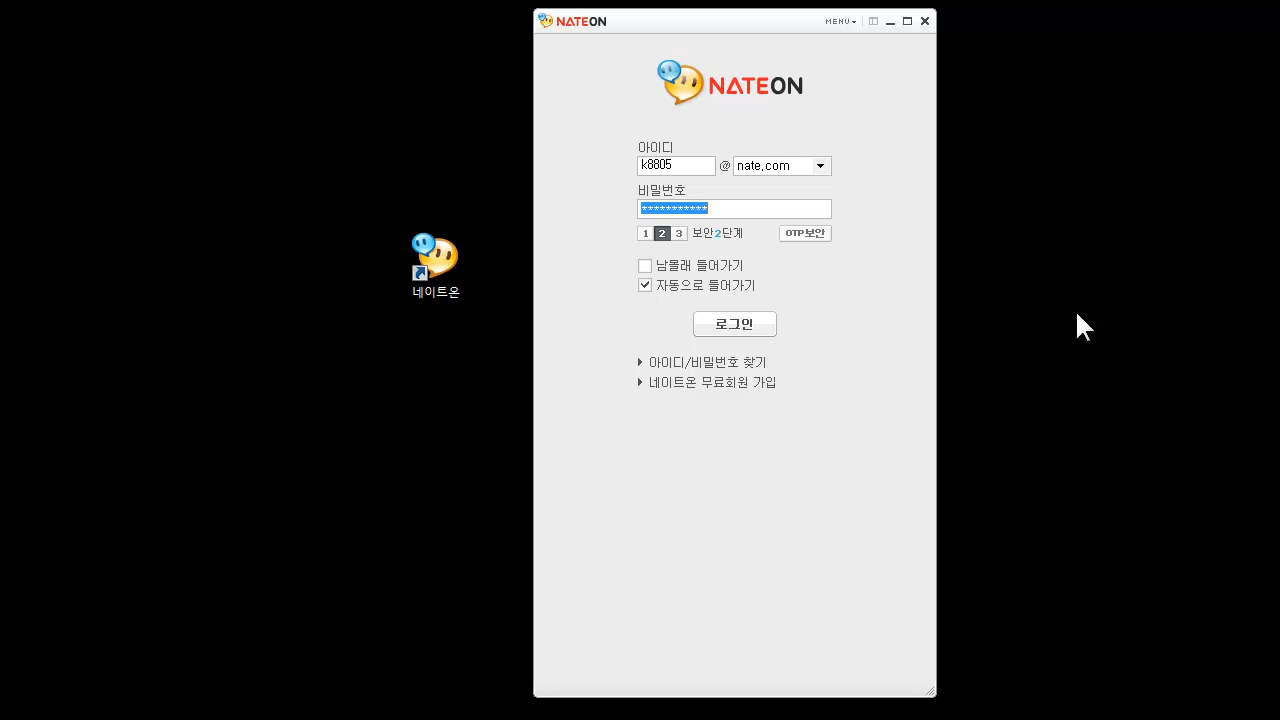 NATEON MENU
NATEON
아이디
k8805 @ nate.com
비밀번호
***********
1 2 3 보안2단계 OTP보안
남몰래 들어가기
자동으로 들어가기
로그인
아이디/비밀번호 찾기
네이트온 무료회원 가입
네이트온